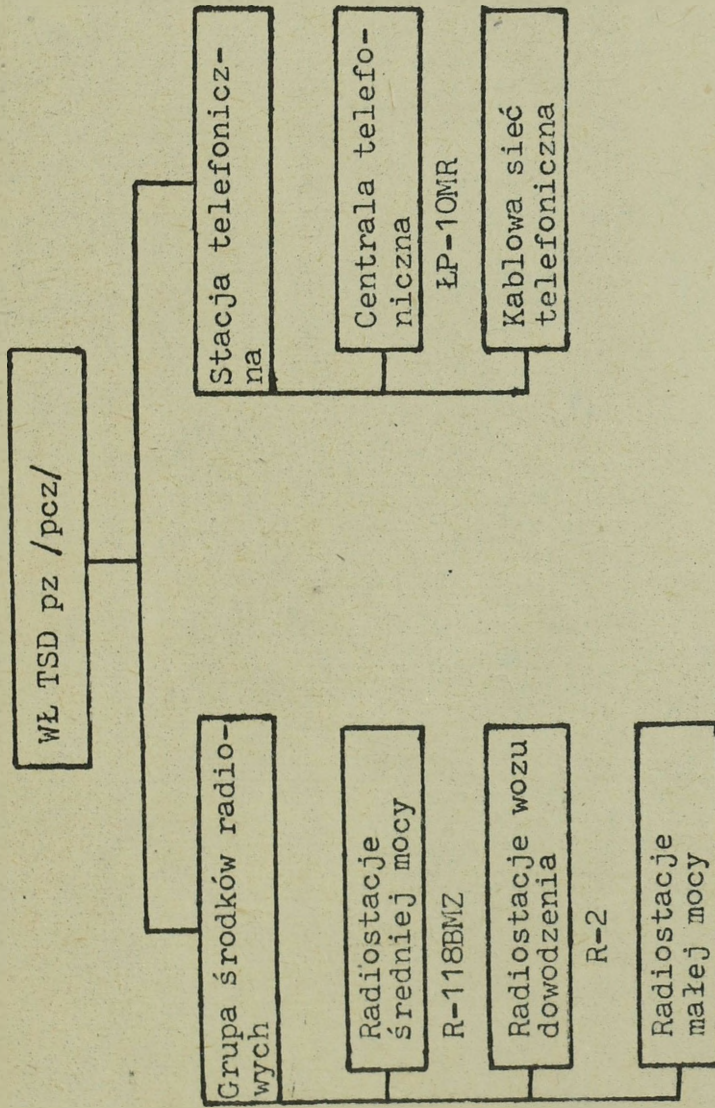 WŁ TSD pz /pcz/
Grupa środków radio-
wych
Radiostacje
średniej mocy
R-118BMZ
Radiostacje wozu
dowodzenia
R-2
Radiostacje
małej mocy
Stacja telefonicz-
na
Centrala telefo-
niczna
ŁP-10MR
Kablowa sieć
telefoniczna